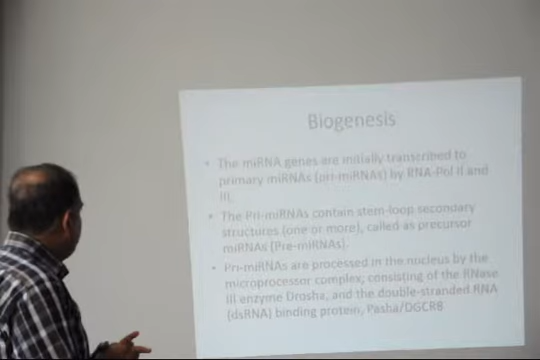 Biogenesis
• The miRNA genes are initially transcribed to
primary miRNAs (pri-miRNAs) by RNA-Pol II and
III.
• The Pri-miRNAs contain stem-loop secondary
structures (one or more), called as precursor
miRNAs (Pre-miRNAs).
• Pri-miRNAs are processed in the nucleus by the
microprocessor complex, consisting of the RNase
III enzyme Drosha, and the double-stranded RNA
(dsRNA) binding protein, Pasha/DGCR8